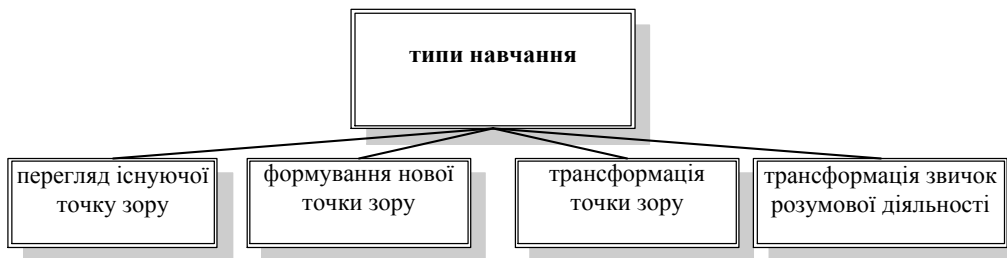 типи навчання
перегляд існуючої
точку зору
формування нової
точки зору
трансформація
точки зору
трансформація звичок
розумової діяльності